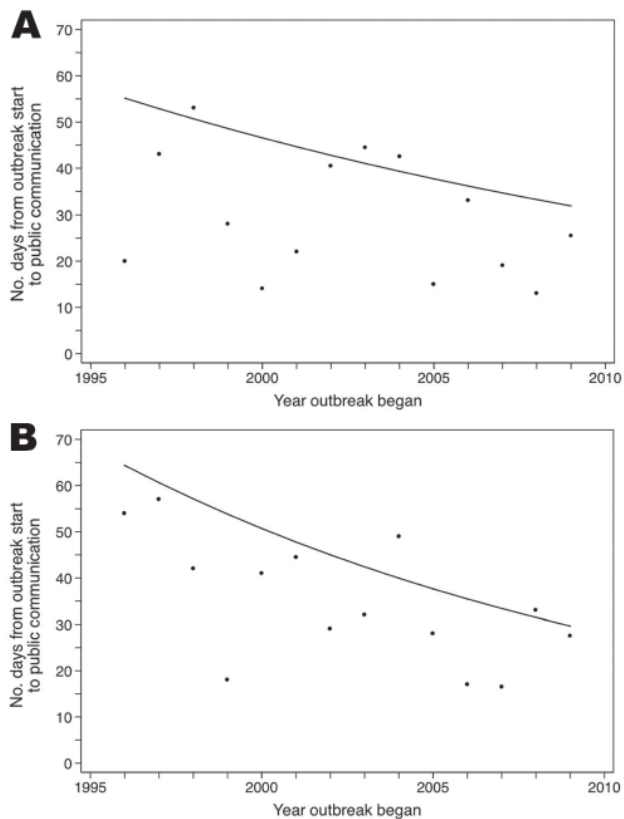 A
70
60
50
40
30
20
10
0
No. days from outbreak start
to public communication
1995 2000 2005 2010
Year outbreak began
B
70
60
50
40
30
20
10
0
No. days from outbreak start
to public communication
1995 2000 2005 2010
Year outbreak began